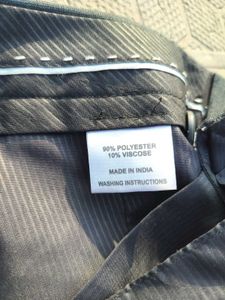 90% POLYESTER
10% VISCOSE
MADE IN INDIA
WASHING INSTRUCTIONS